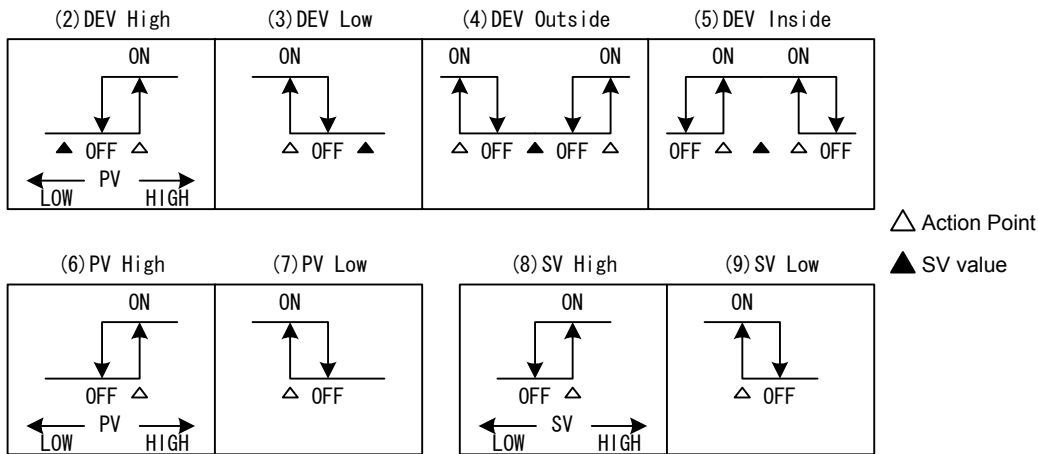 (2)DEV High (3)DEV Low (4)DEV Outside (5)DEV Inside
ON ON ON ON ON ON
▲ OFF △ △ OFF ▲ △ OFF ▲ OFF △ OFF △ ▲ △ OFF
PV
LOW HIGH
△ Action Point
▲ SV value
(6)PV High (7)PV Low (8)SV High (9)SV Low
ON ON ON ON
OFF △ △ OFF OFF △ △ OFF
PV SV
LOW HIGH LOW HIGH